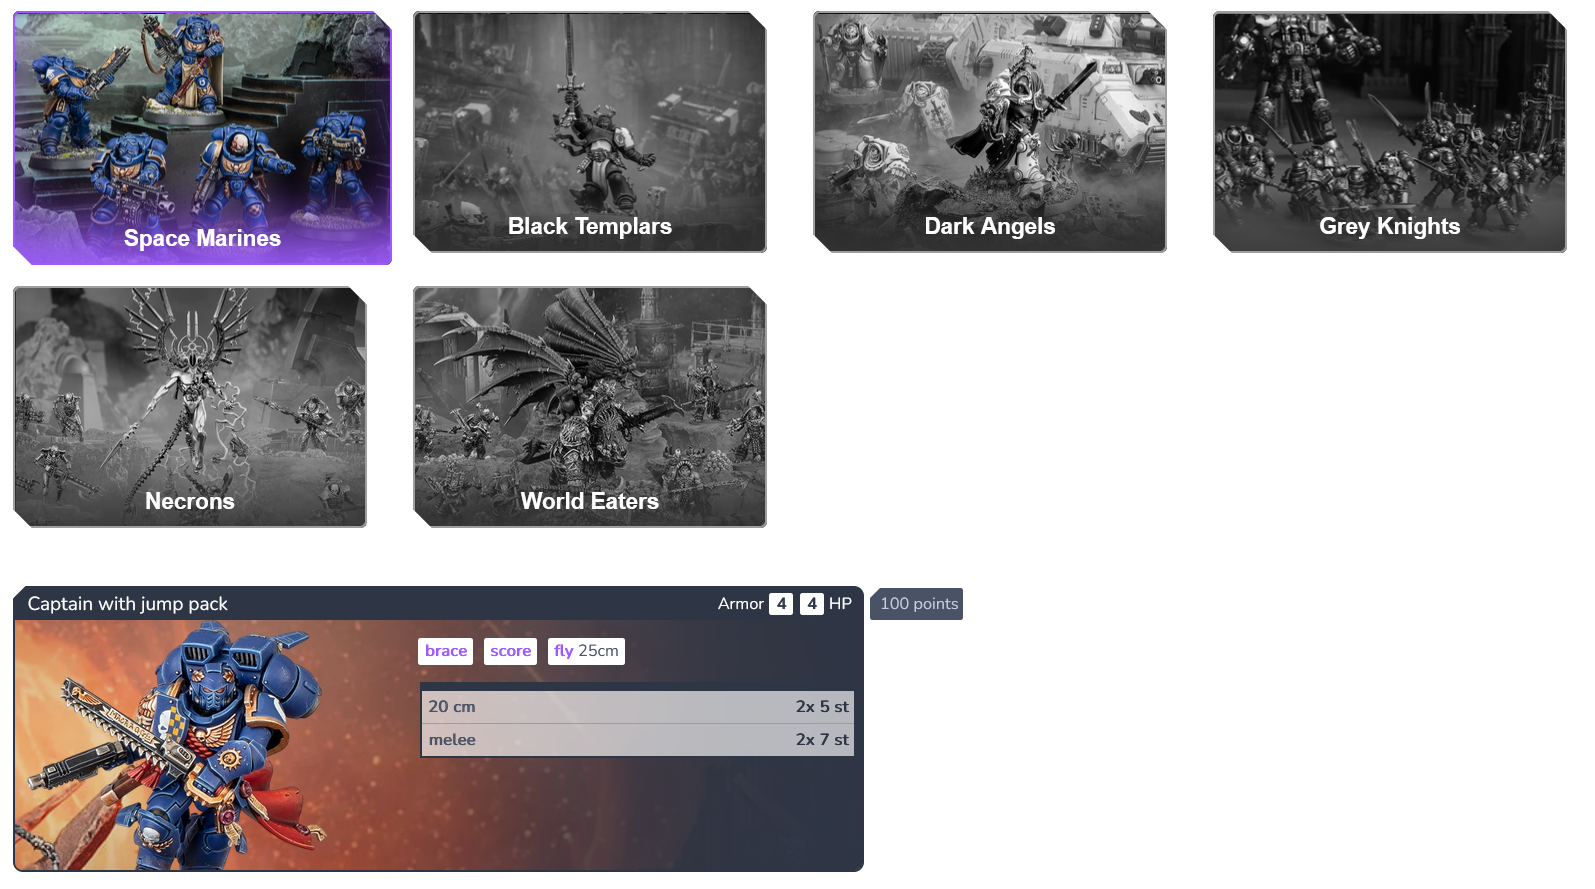 Space Marines
Black Templars
Dark Angels
Grey Knights
Necrons
World Eaters
Captain with jump pack
Armor 4 4 HP
100 points
brace score fly 25cm
20 cm 2x 5 st
melee 2x 7 st